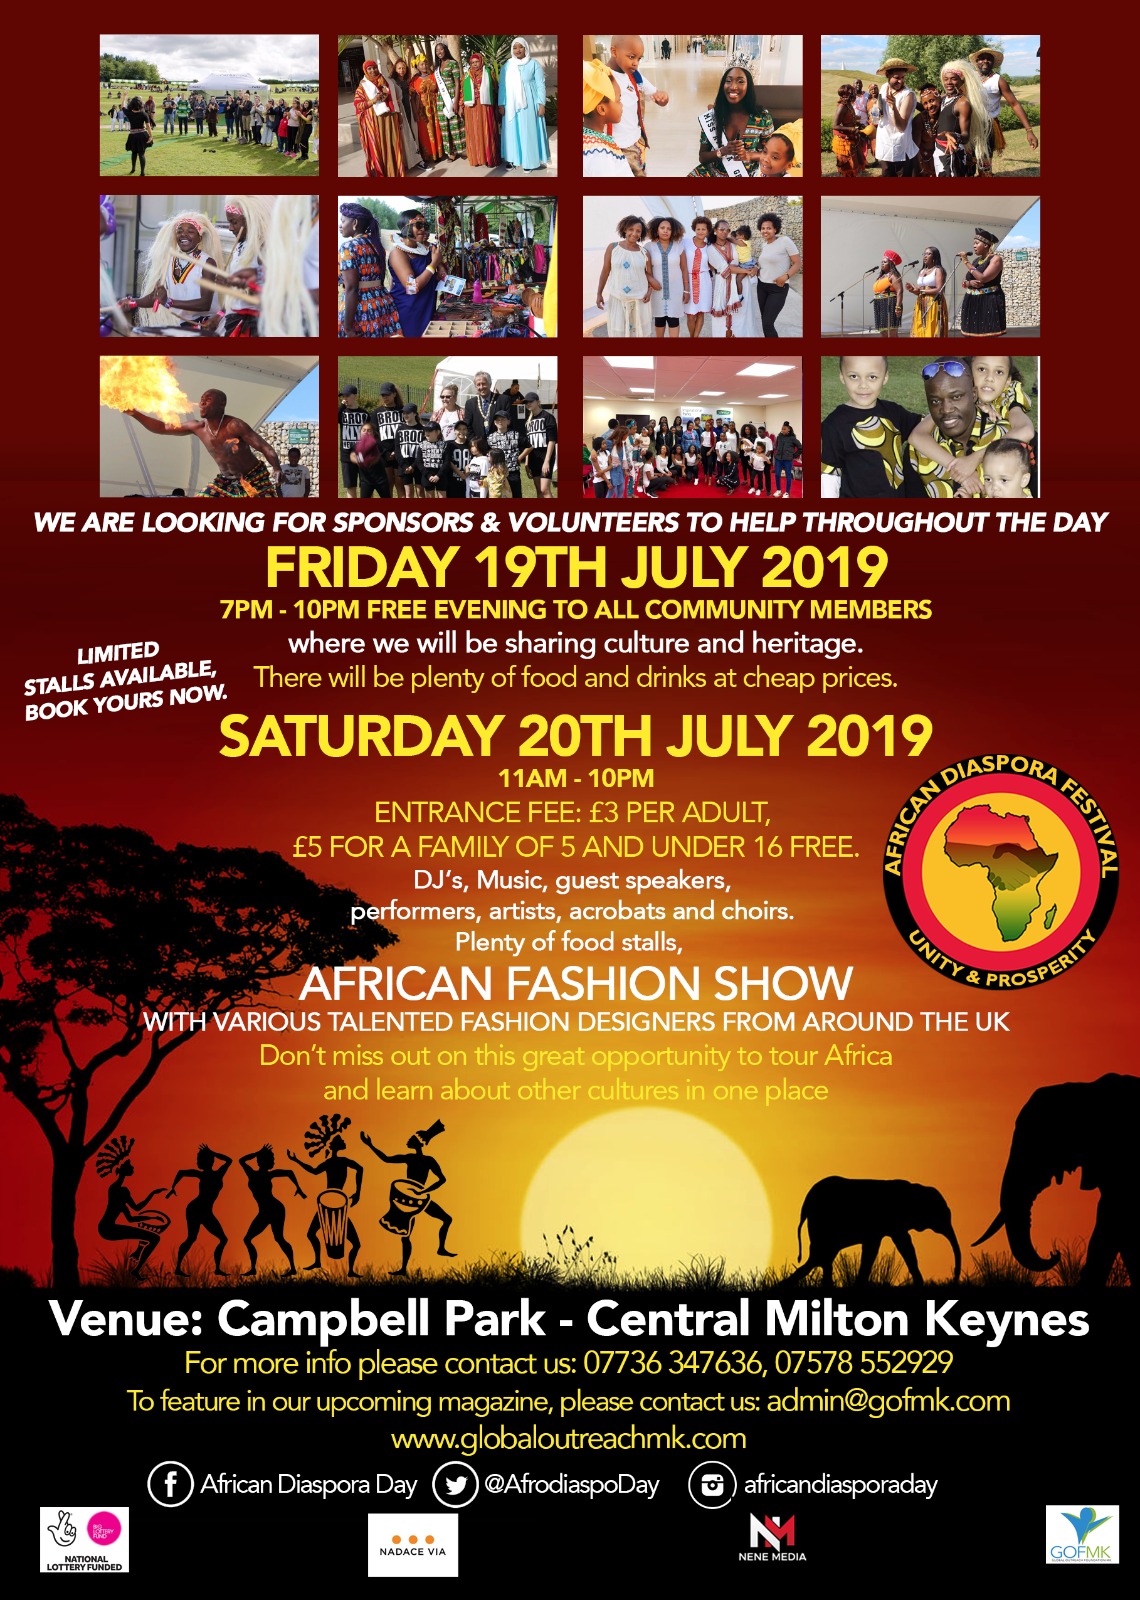 WE ARE LOOKING FOR SPONSORS & VOLUNTEERS TO HELP THROUGHOUT THE DAY
FRIDAY 19TH JULY 2019
7PM - 10PM FREE EVENING TO ALL COMMUNITY MEMBERS
where we will be sharing culture and heritage.
There will be plenty of food and drinks at cheap prices.
LIMITED
STALLS AVAILABLE,
BOOK YOURS NOW.
SATURDAY 20TH JULY 2019
11AM - 10PM
ENTRANCE FEE: £3 PER ADULT,
£5 FOR A FAMILY OF 5 AND UNDER 16 FREE.
DJ's, Music, guest speakers,
performers, artists, acrobats and choirs.
Plenty of food stalls,
AFRICAN FASHION SHOW
WITH VARIOUS TALENTED FASHION DESIGNERS FROM AROUND THE UK
Don't miss out on this great opportunity to tour Africa
and learn about other cultures in one place
AFRICAN DIASPORA FESTIVAL
UNITY & PROSPERITY
Venue: Campbell Park - Central Milton Keynes
For more info please contact us: 07736 347636, 07578 552929
To feature in our upcoming magazine, please contact us: admin@gofmk.com
www.globaloutreachmk.com
African Diaspora Day @AfrodiaspoDay africandiasporaday
BIG
LOTTERY
FUND
NATIONAL
LOTTERY FUNDED
NADACE VIA
NENE MEDIA
GOFMK
GLOBAL OUTREACH FOUNDATION MK